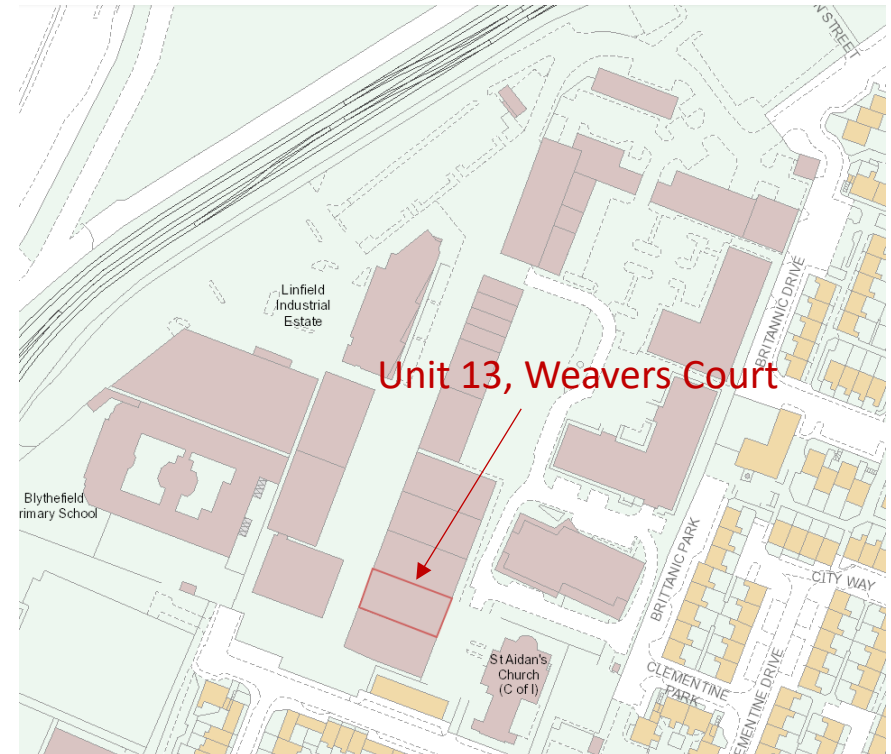 N STREET
Linfield
Industrial
Estate
BRITANNIC DRIVE
Unit 13, Weavers Court
Blythefield
rimary School
BRITTANIC PARK
CITY WAY
St Aidan's
Church
(C of I)
CLEMENTINE
PARK
EMENTINE DRIVE